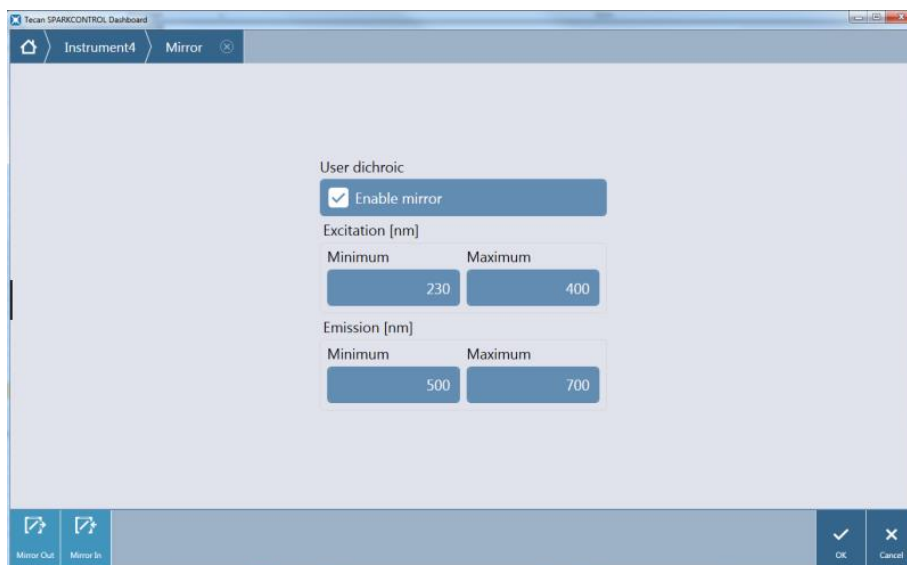 Tecan SPARKCONTROL Dashboard
Instrument4 Mirror
User dichroic
Enable mirror
Excitation [nm]
Minimum Maximum
230 400
Emission [nm]
Minimum Maximum
500 700
Mirror Out Mirror In OK Cancel